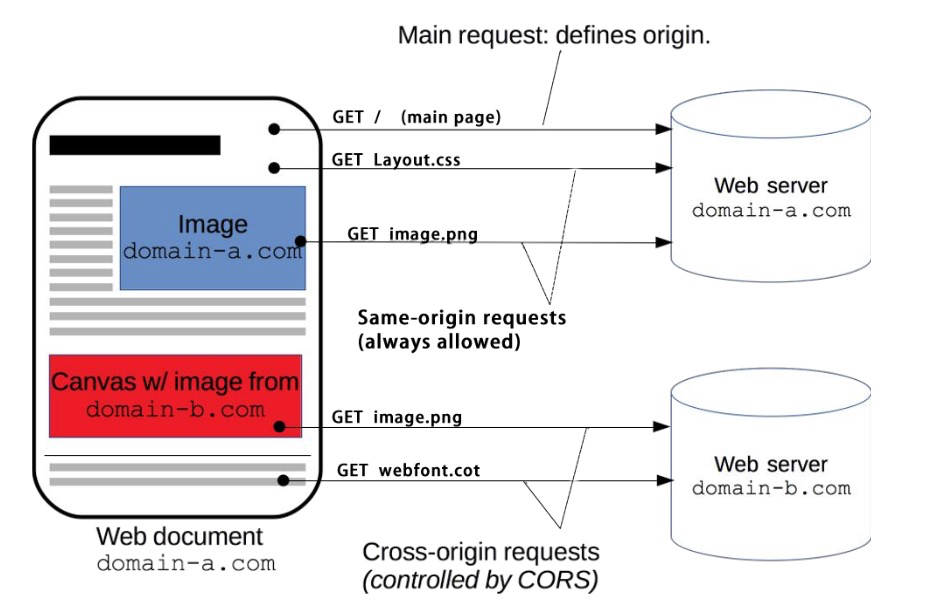 Main request: defines origin.
GET / (main page)
GET Layout.css
Web server
domain-a.com
Image
domain-a.com
GET image.png
Same-origin requests
(always allowed)
Canvas w/ image from
domain-b.com
GET image.png
GET webfont.cot
Web server
domain-b.com
Web document
domain-a.com
Cross-origin requests
(controlled by CORS)